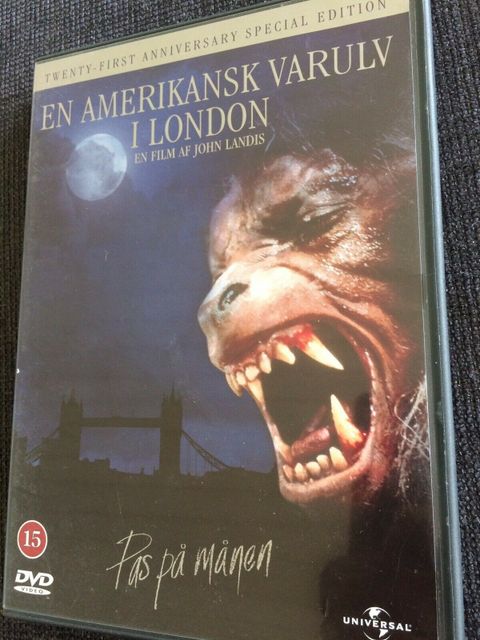 TWENTY-FIRST ANNIVERSARY SPECIAL EDITION
EN AMERIKANSK VARULV
I LONDON
EN FILM AF JOHN LANDIS
15
Pas på månen
DVD
VIDEO
UNIVERSAL